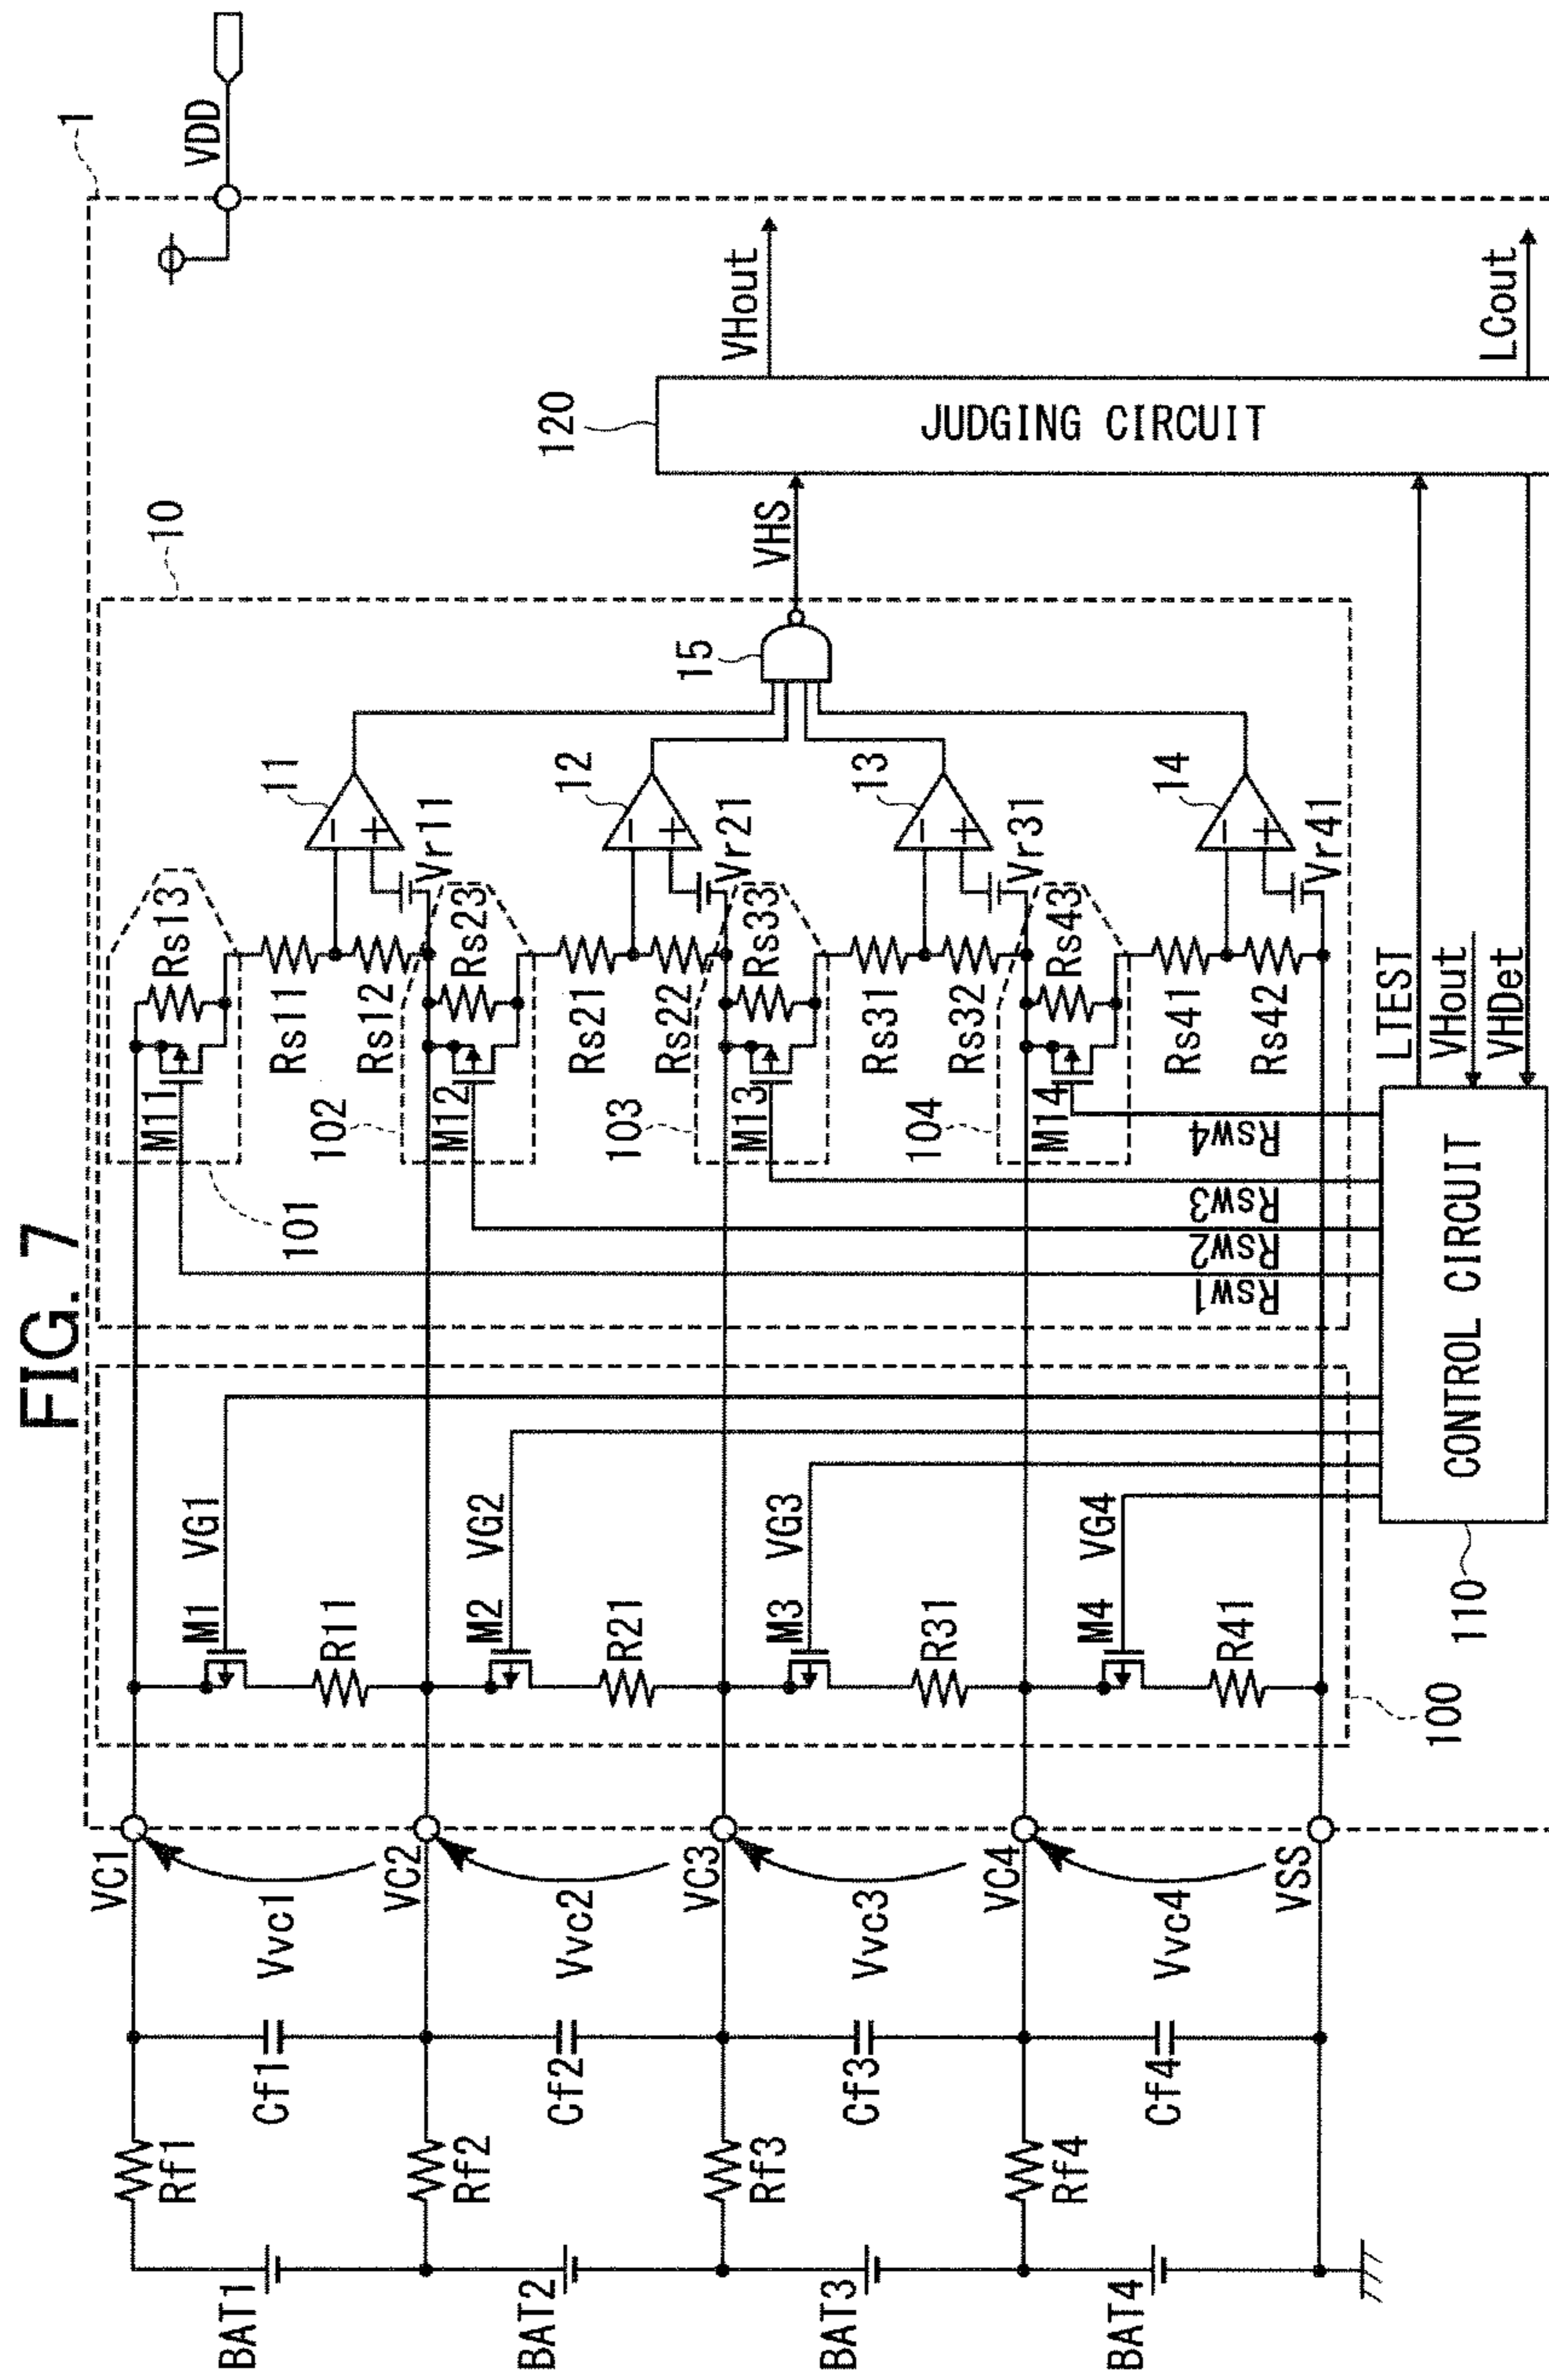 FIG. 7
1
VDD
10
101
M11
Rs13
Rs11
Rs12
11
Vr11
102
M12
Rs23
Rs21
Rs22
12
Vr21
103
M13
Rs33
Rs31
Rs32
13
Vr31
104
M14
Rs43
Rs41
Rs42
14
Vr41
15
VHS
120
JUDGING CIRCUIT
VHout
LCout
Rsw1
Rsw2
Rsw3
Rsw4
LTEST
VHout
VHDet
CONTROL CIRCUIT
110
100
M1
VG1
R11
M2
VG2
R21
M3
VG3
R31
M4
VG4
R41
VC1
VC2
VC3
VC4
VSS
Vvc1
Vvc2
Vvc3
Vvc4
Cf1
Cf2
Cf3
Cf4
Rf1
Rf2
Rf3
Rf4
BAT1
BAT2
BAT3
BAT4